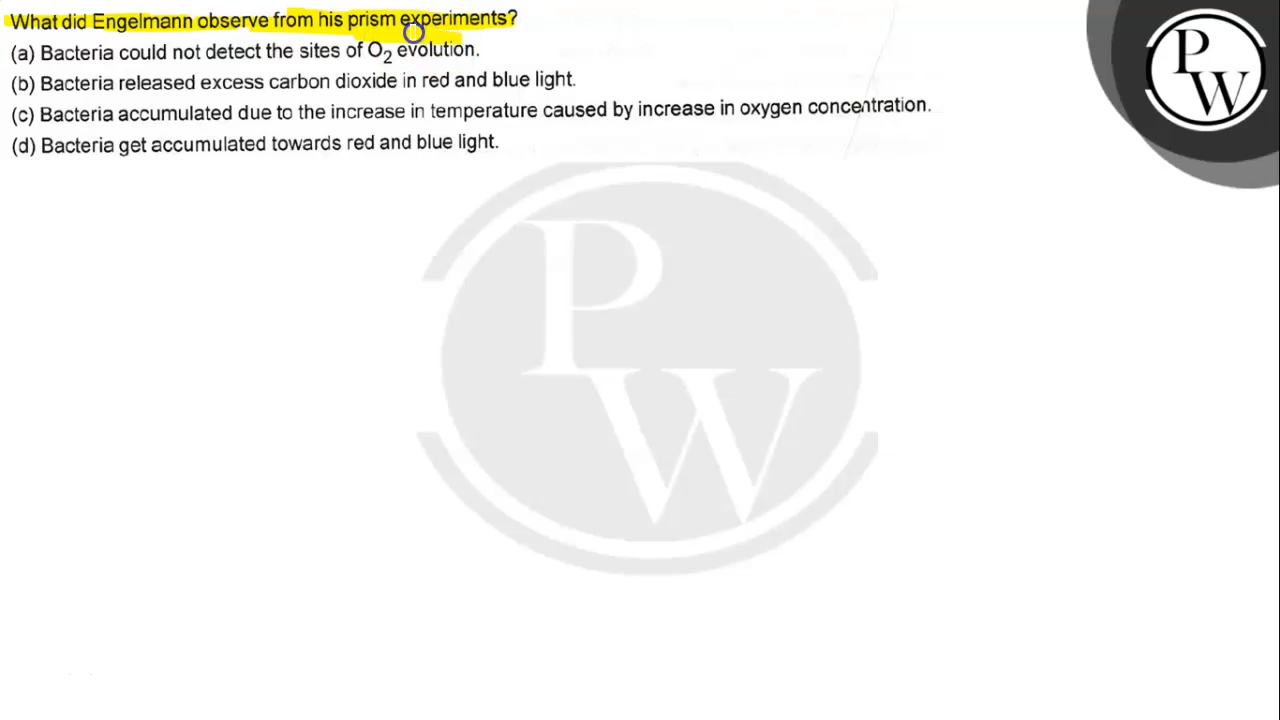 What did Engelmann observe from his prism experiments?
(a) Bacteria could not detect the sites of O₂ evolution.
(b) Bacteria released excess carbon dioxide in red and blue light.
(c) Bacteria accumulated due to the increase in temperature caused by increase in oxygen concentration.
(d) Bacteria get accumulated towards red and blue light.
P
W
P
W